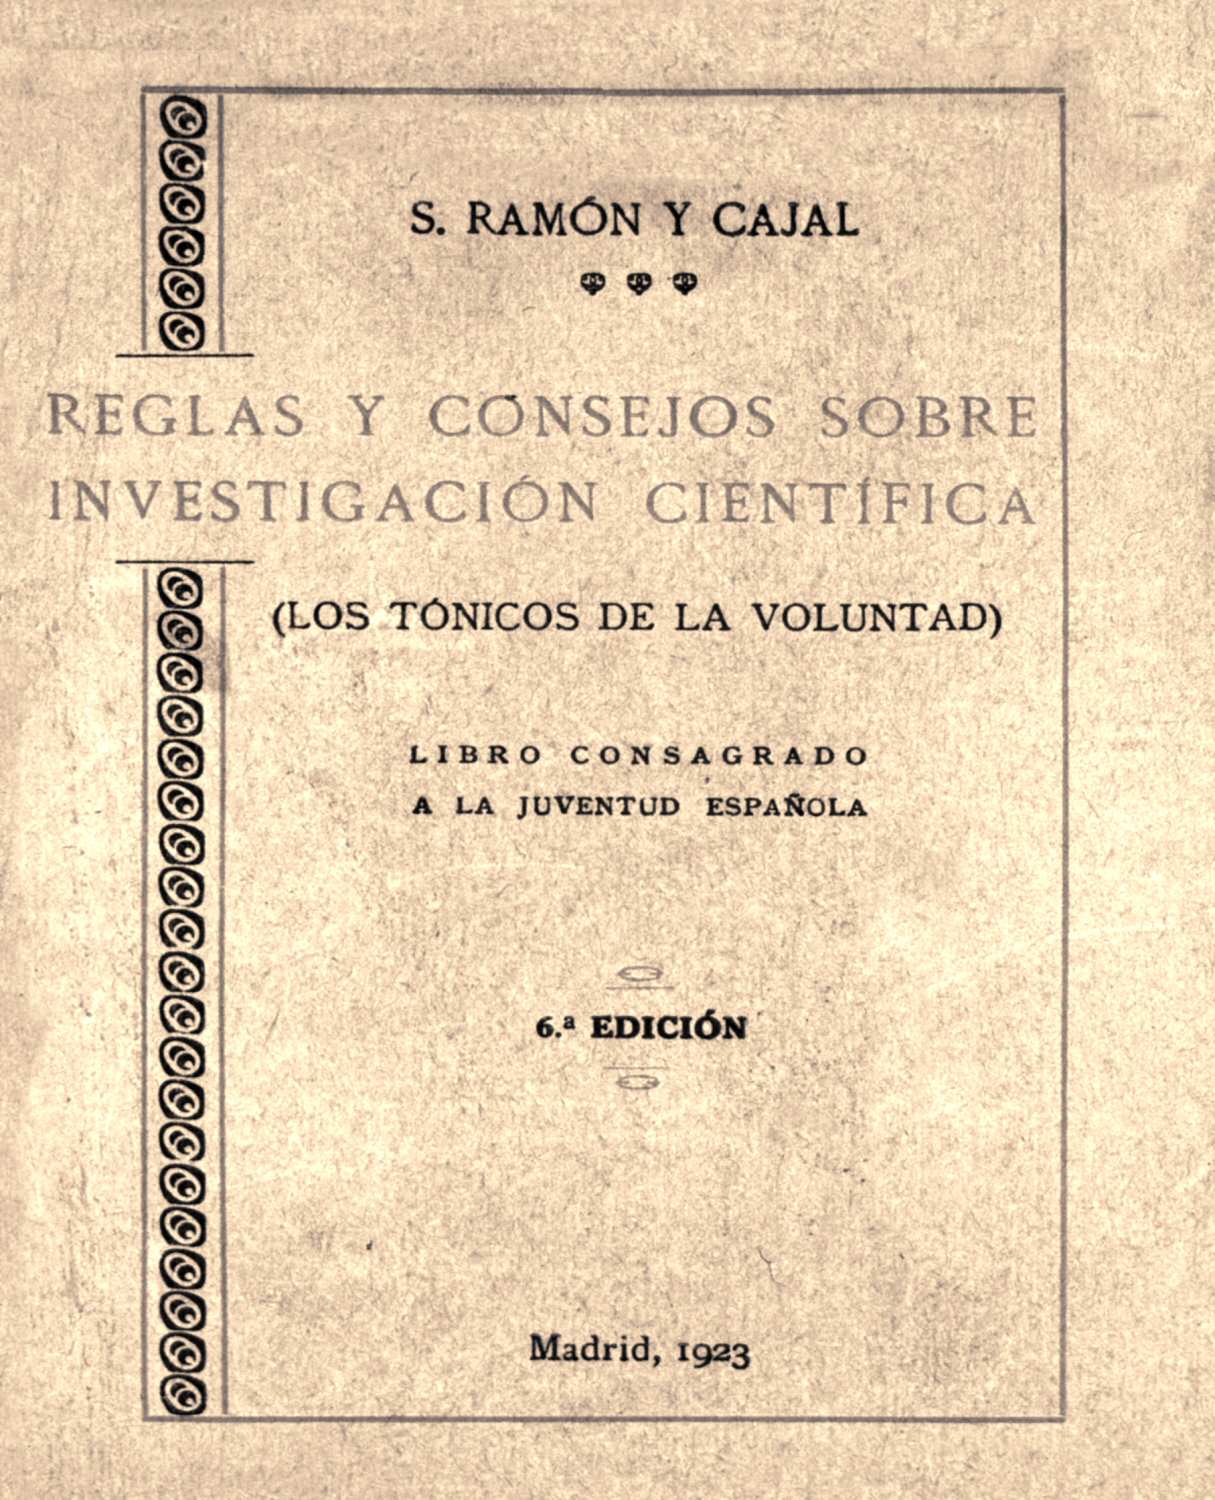 S. RAMÓN Y CAJAL
REGLAS Y CONSEJOS SOBRE
INVESTIGACIÓN CIENTÍFICA
(LOS TÓNICOS DE LA VOLUNTAD)
LIBRO CONSAGRADO
A LA JUVENTUD ESPAÑOLA
6.ª EDICIÓN
Madrid, 1923